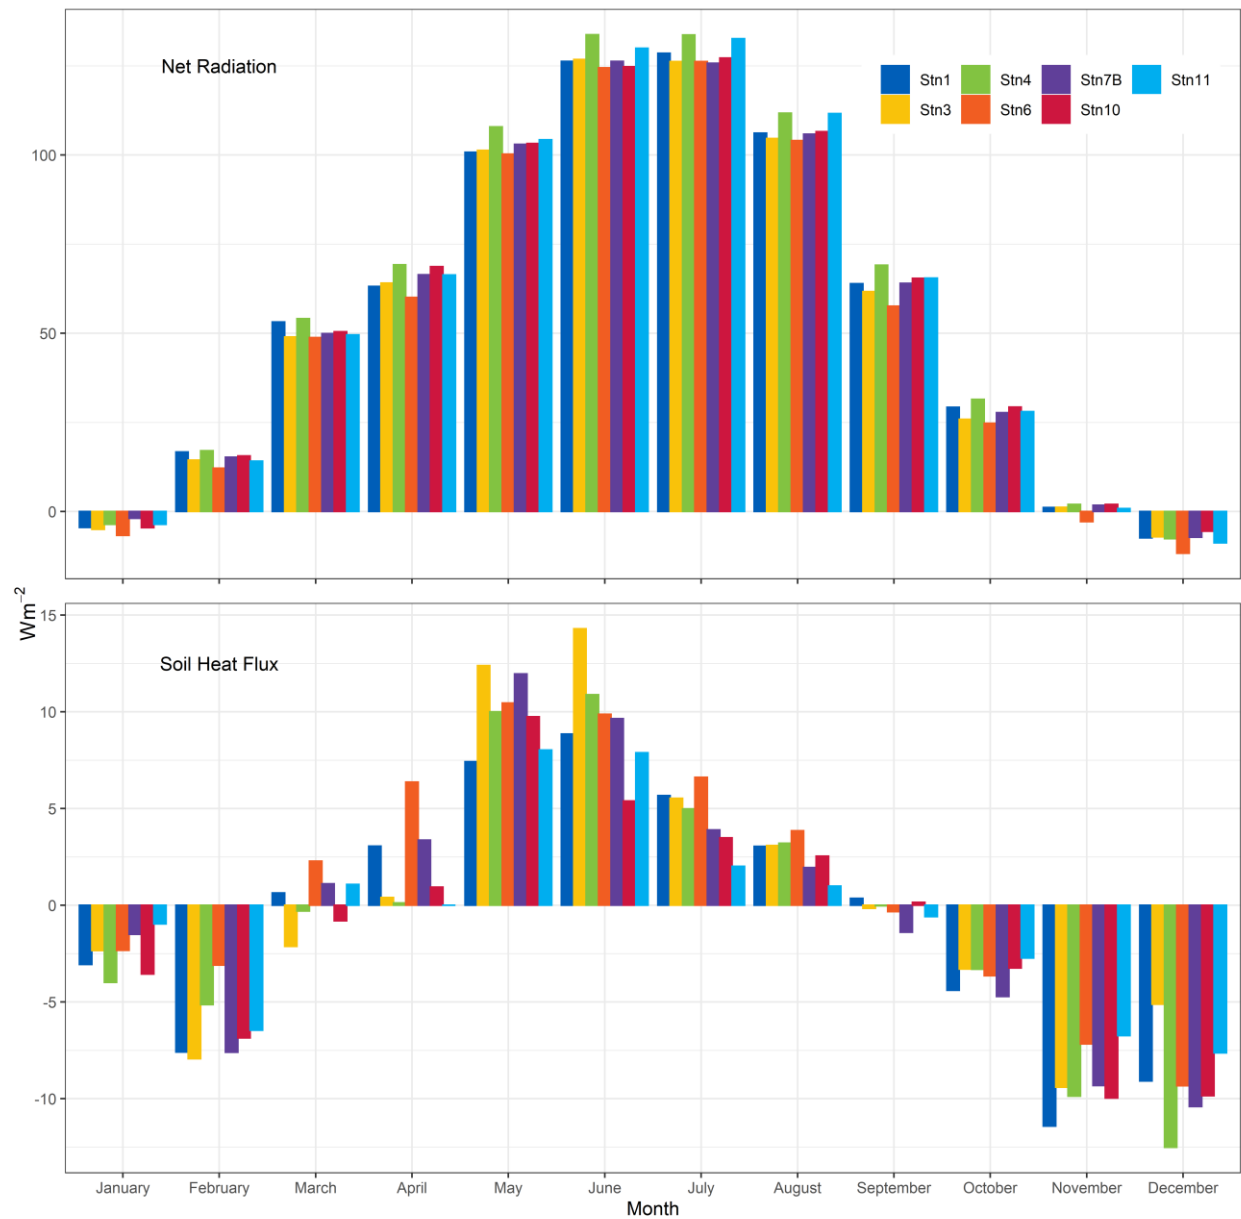 Net Radiation
Stn1 Stn4 Stn7B Stn11
Stn3 Stn6 Stn10
100
50
0
Wm⁻²
Soil Heat Flux
15
10
5
0
-5
-10
January February March April May June July August September October November December
Month